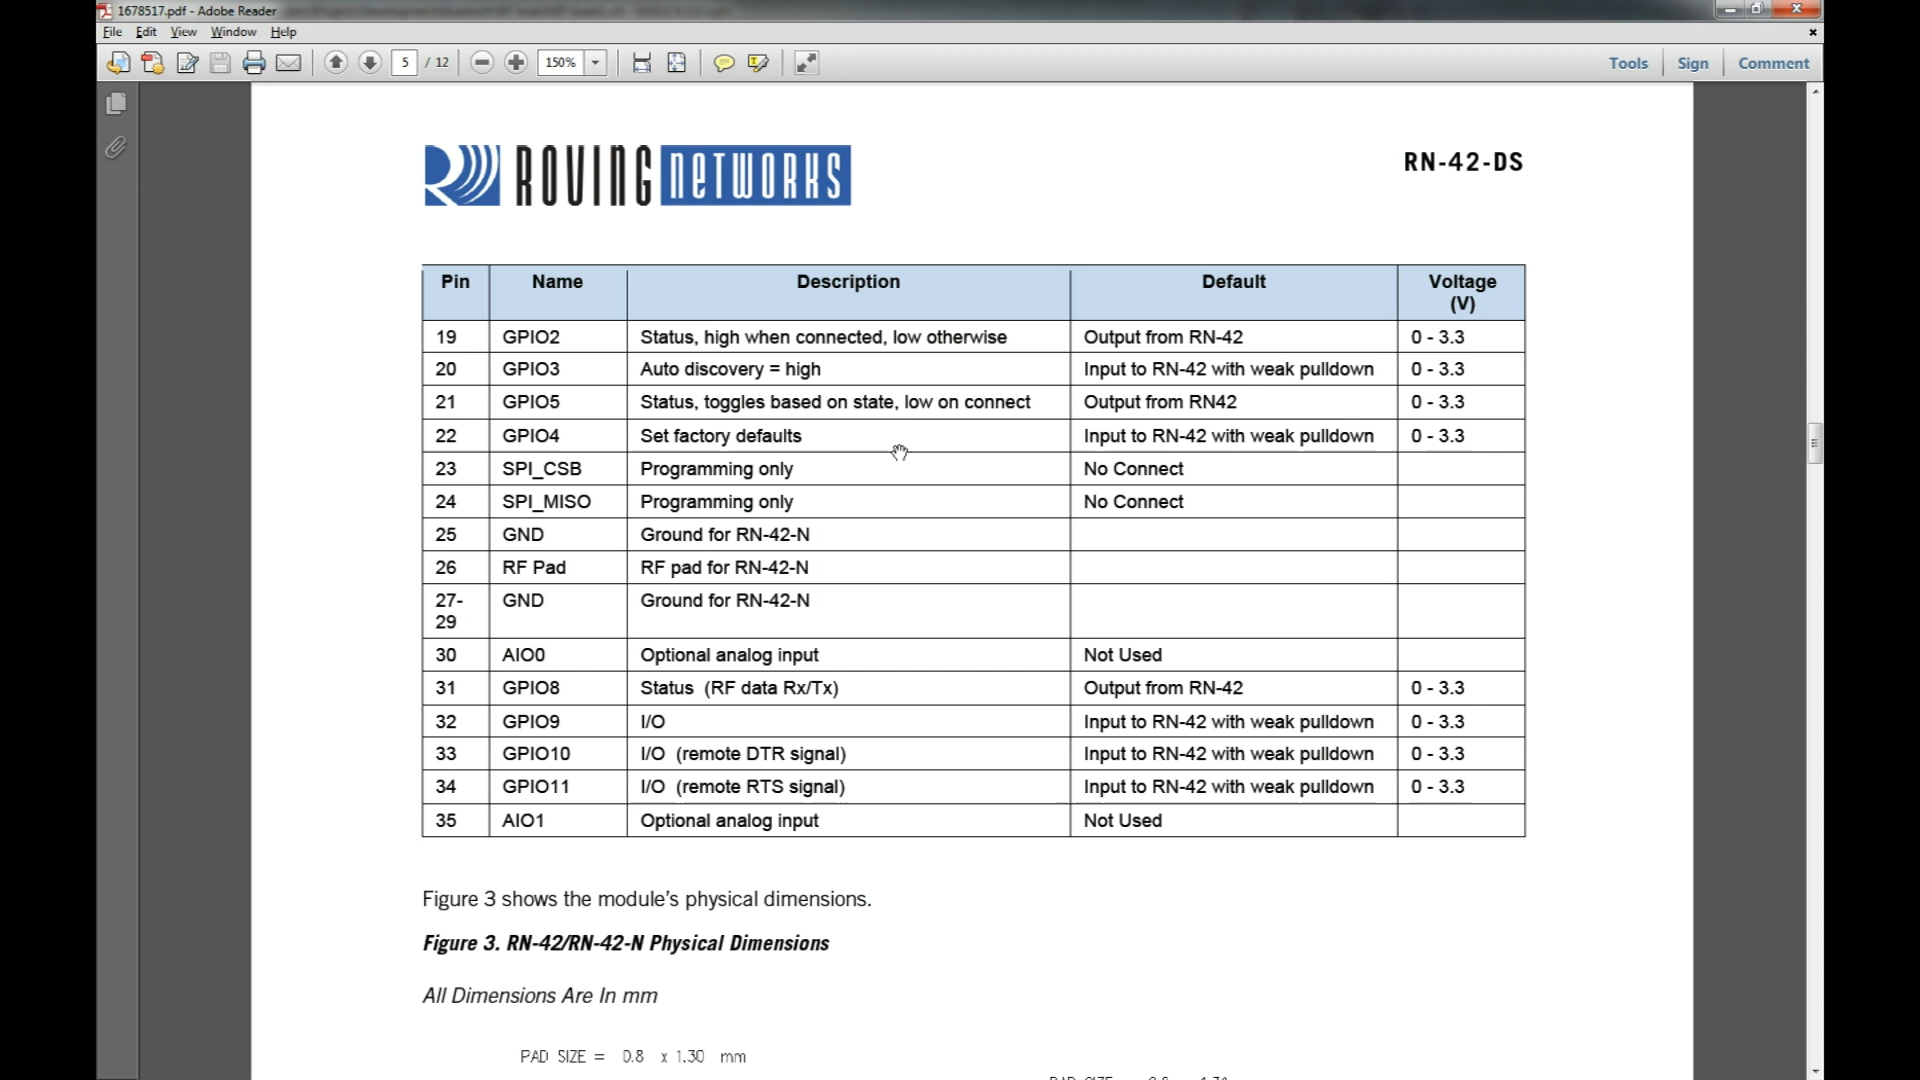 1678517.pdf - Adobe Reader
File Edit View Window Help
5 / 12 150% Tools Sign Comment
ROVING NETWORKS
RN-42-DS
Pin Name Description Default Voltage (V)
19 GPIO2 Status, high when connected, low otherwise Output from RN-42 0 - 3.3
20 GPIO3 Auto discovery = high Input to RN-42 with weak pulldown 0 - 3.3
21 GPIO5 Status, toggles based on state, low on connect Output from RN42 0 - 3.3
22 GPIO4 Set factory defaults Input to RN-42 with weak pulldown 0 - 3.3
23 SPI_CSB Programming only No Connect
24 SPI_MISO Programming only No Connect
25 GND Ground for RN-42-N
26 RF Pad RF pad for RN-42-N
27-29 GND Ground for RN-42-N
30 AIO0 Optional analog input Not Used
31 GPIO8 Status (RF data Rx/Tx) Output from RN-42 0 - 3.3
32 GPIO9 I/O Input to RN-42 with weak pulldown 0 - 3.3
33 GPIO10 I/O (remote DTR signal) Input to RN-42 with weak pulldown 0 - 3.3
34 GPIO11 I/O (remote RTS signal) Input to RN-42 with weak pulldown 0 - 3.3
35 AIO1 Optional analog input Not Used
Figure 3 shows the module's physical dimensions.
Figure 3. RN-42/RN-42-N Physical Dimensions
All Dimensions Are In mm
PAD SIZE = 0.8 x 1.30 mm